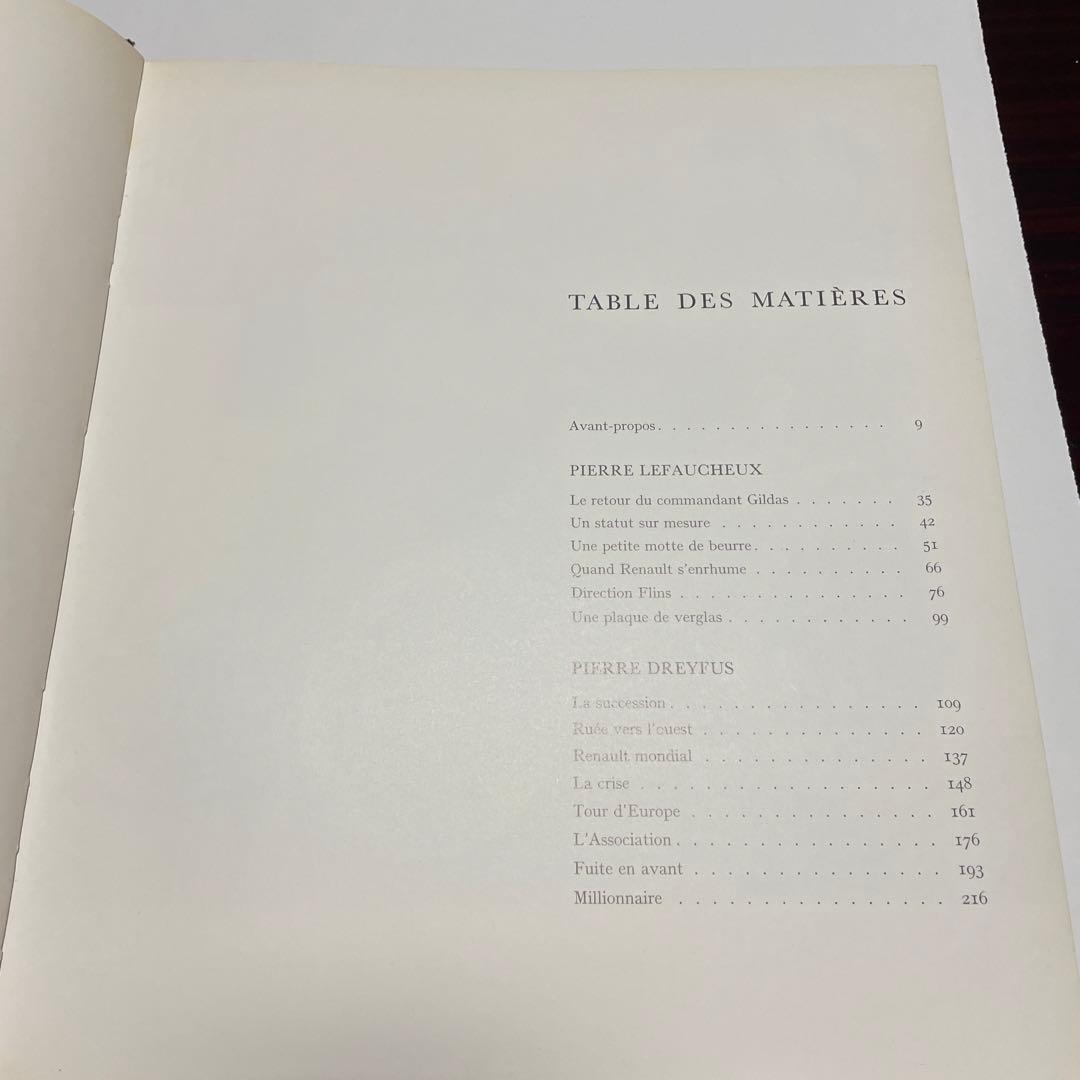 TABLE DES MATIÈRES
Avant-propos. . . . . . . . . . . . . . . . . 9
PIERRE LEFAUCHEUX
Le retour du commandant Gildas . . . . . . . 35
Un statut sur mesure . . . . . . . . . . . . 42
Une petite motte de beurre. . . . . . . . . . 51
Quand Renault s'enrhume . . . . . . . . . . 66
Direction Flins . . . . . . . . . . . . . . . 76
Une plaque de verglas . . . . . . . . . . . . 99
PIERRE DREYFUS
La succession. . . . . . . . . . . . . . . . 109
Ruée vers l'ouest . . . . . . . . . . . . . 120
Renault mondial . . . . . . . . . . . . . 137
La crise . . . . . . . . . . . . . . . . . 148
Tour d'Europe . . . . . . . . . . . . . . 161
L'Association. . . . . . . . . . . . . . . . 176
Fuite en avant . . . . . . . . . . . . . . 193
Millionnaire . . . . . . . . . . . . . . . 216